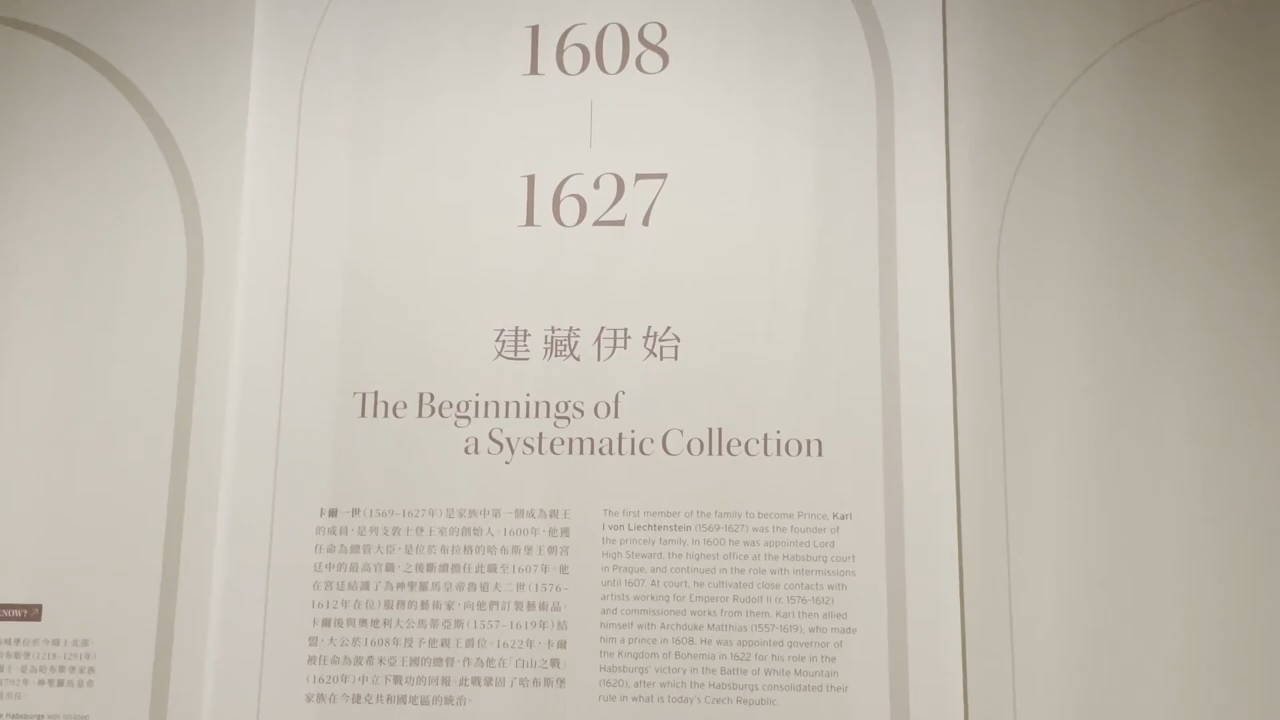 1608
1627
建藏伊始
The Beginnings of
a Systematic Collection
卡爾一世(1569-1627年)是家族中第一個成為親王
的成員,是列支敦士登王室的創始人。1600年,他獲
任命為總管大臣,是位於布拉格的哈布斯堡王朝宮
廷中的最高官職,之後斷續擔任此職至1607年。他
在宮廷結識了為神聖羅馬皇帝魯道夫二世(1576-
1612年在位)服務的藝術家,向他們訂製藝術品。
卡爾後與奧地利大公馬蒂亞斯(1557-1619年)結
盟,大公於1608年授予他親王爵位。1622年,卡爾
被任命為波希米亞王國的總督,作為他在「白山之戰」
(1620年)中立下戰功的回報。此戰鞏固了哈布斯堡
家族在今捷克共和國地區的統治。
The first member of the family to become Prince, Karl
I von Liechtenstein (1569-1627) was the founder of
the princely family. In 1600 he was appointed Lord
High Steward, the highest office at the Habsburg court
in Prague, and continued in the role with intermissions
until 1607. At court, he cultivated close contacts with
artists working for Emperor Rudolf II (r. 1576-1612)
and commissioned works from them. Karl then allied
himself with Archduke Matthias (1557-1619), who made
him a prince in 1608. He was appointed governor of
the Kingdom of Bohemia in 1622 for his role in the
Habsburgs' victory in the Battle of White Mountain
(1620), after which the Habsburgs consolidated their
rule in what is today's Czech Republic.
KNOW?
(1218-1291年)
Habsburgs was located